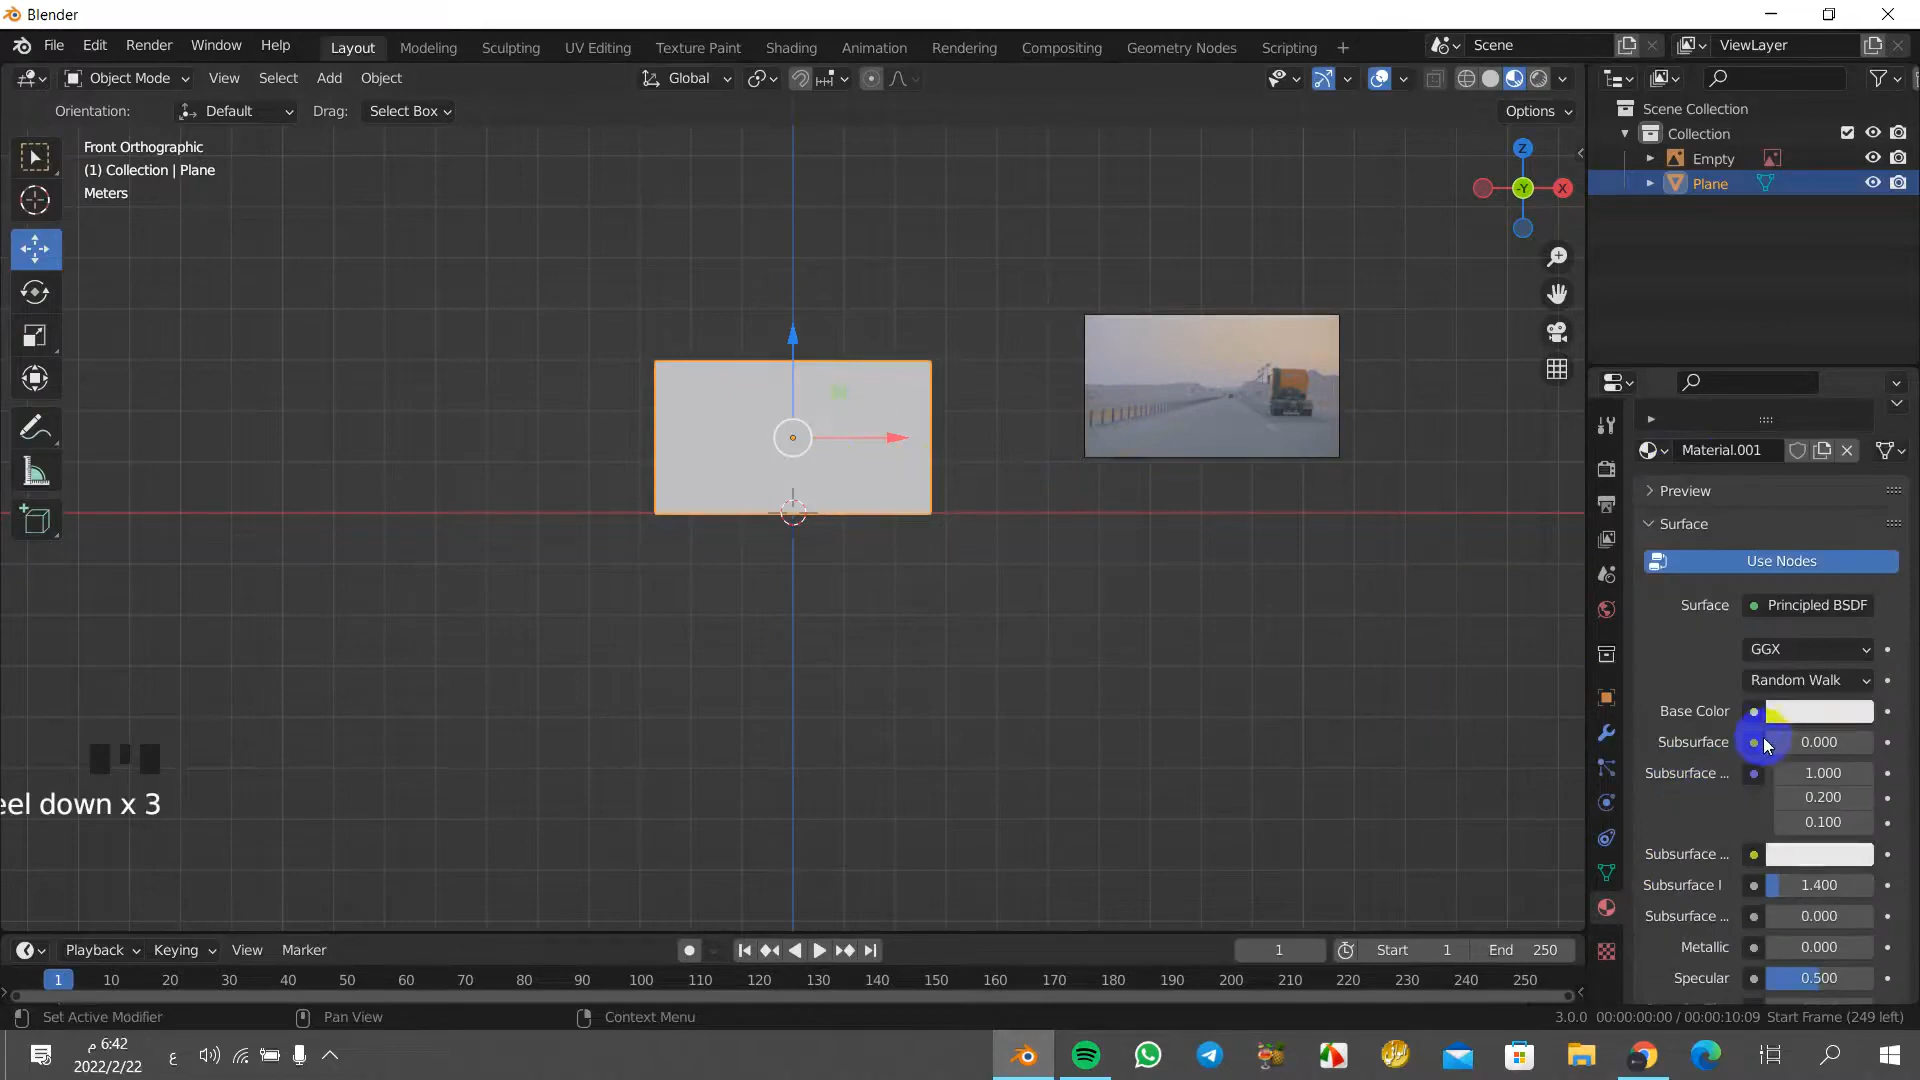 Blender
File Edit Render Window Help
Layout Modeling Sculpting UV Editing Texture Paint Shading Animation Rendering Compositing Geometry Nodes Scripting
Scene
ViewLayer
Object Mode View Select Add Object
Global
Orientation: Default Drag: Select Box
Options
Front Orthographic
(1) Collection | Plane
Meters
Z
-Y
X
Scene Collection
Collection
Empty
Plane
Material.001
Preview
Surface
Use Nodes
Surface Principled BSDF
GGX
Random Walk
Base Color
Subsurface 0.000
Subsurface ... 1.000
0.200
0.100
Subsurface ...
Subsurface I 1.400
Subsurface ... 0.000
Metallic 0.000
Specular 0.500
eel down x 3
Playback Keying View Marker
1 Start 1 End 250
1 10 20 30 40 50 60 70 80 90 100 110 120 130 140 150 160 170 180 190 200 210 220 230 240 250
Set Active Modifier Pan View Context Menu
3.0.0 00:00:00:00 / 00:00:10:09 Start Frame (249 left)
6:42 م
2022/2/22
ع